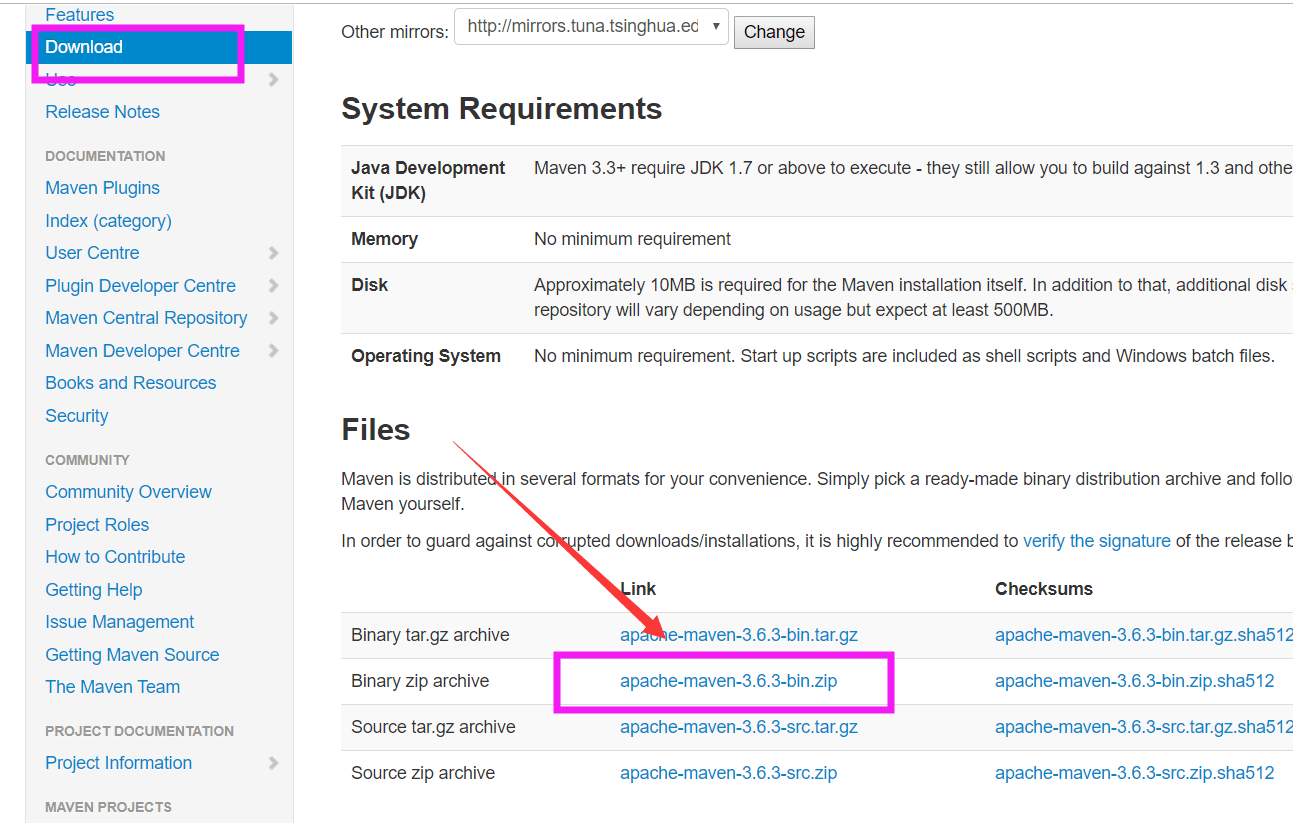 Features
Download
Use
Release Notes
DOCUMENTATION
Maven Plugins
Index (category)
User Centre
Plugin Developer Centre
Maven Central Repository
Maven Developer Centre
Books and Resources
Security
COMMUNITY
Community Overview
Project Roles
How to Contribute
Getting Help
Issue Management
Getting Maven Source
The Maven Team
PROJECT DOCUMENTATION
Project Information
MAVEN PROJECTS
Other mirrors: http://mirrors.tuna.tsinghua.ed Change
System Requirements
Java Development Maven 3.3+ require JDK 1.7 or above to execute - they still allow you to build against 1.3 and othe
Kit (JDK)
Memory No minimum requirement
Disk Approximately 10MB is required for the Maven installation itself. In addition to that, additional disk
repository will vary depending on usage but expect at least 500MB.
Operating System No minimum requirement. Start up scripts are included as shell scripts and Windows batch files.
Files
Maven is distributed in several formats for your convenience. Simply pick a ready-made binary distribution archive and follo
Maven yourself.
In order to guard against corrupted downloads/installations, it is highly recommended to verify the signature of the release b
Link Checksums
Binary tar.gz archive apache-maven-3.6.3-bin.tar.gz apache-maven-3.6.3-bin.tar.gz.sha512
Binary zip archive apache-maven-3.6.3-bin.zip apache-maven-3.6.3-bin.zip.sha512
Source tar.gz archive apache-maven-3.6.3-src.tar.gz apache-maven-3.6.3-src.tar.gz.sha512
Source zip archive apache-maven-3.6.3-src.zip apache-maven-3.6.3-src.zip.sha512